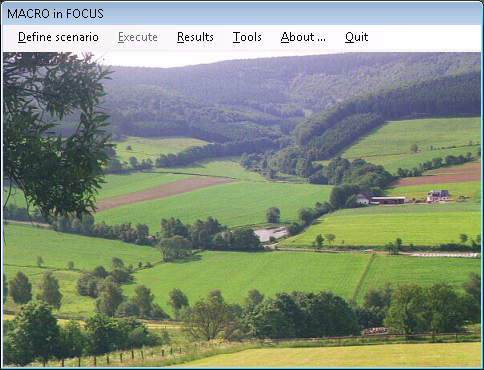 MACRO in FOCUS
Define scenario Execute Results Tools About ... Quit